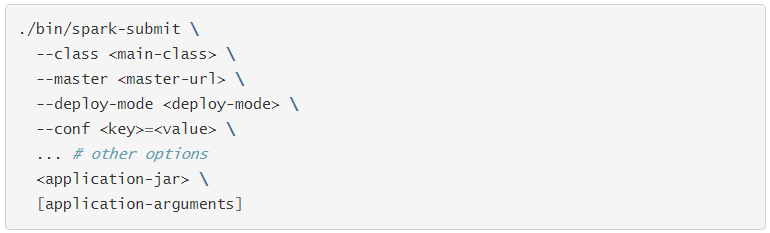 ./bin/spark-submit \
  --class <main-class> \
  --master <master-url> \
  --deploy-mode <deploy-mode> \
  --conf <key>=<value> \
  ... # other options
  <application-jar> \
  [application-arguments]